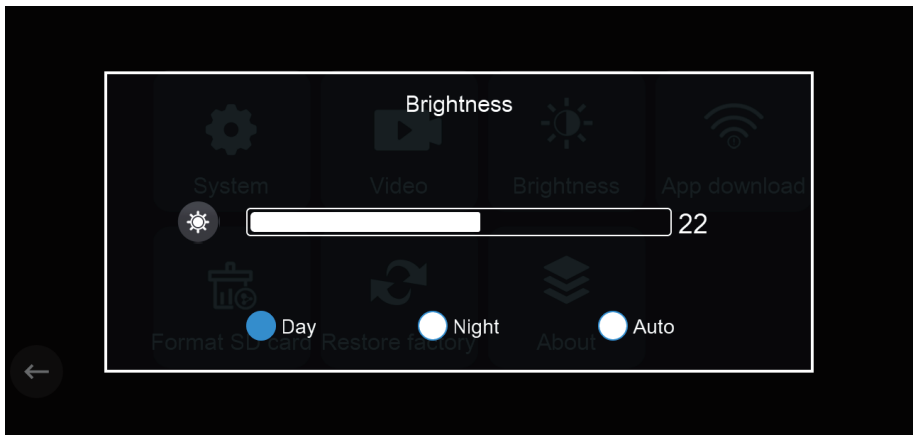 Brightness
System Video Brightness App download
22
Day Night Auto
Format SD card Restore factory About